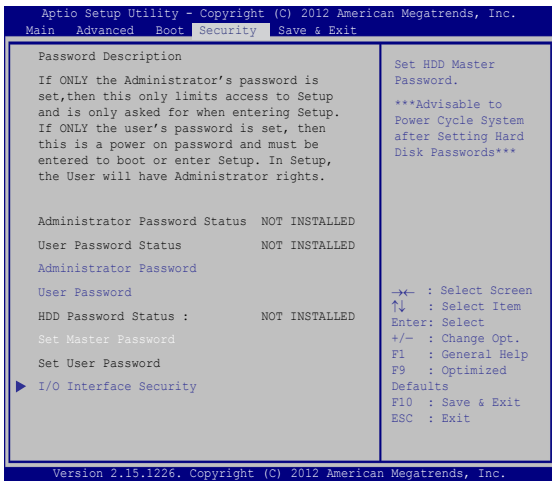 Aptio Setup Utility - Copyright (C) 2012 American Megatrends, Inc.
Main Advanced Boot Security Save & Exit
Password Description
If ONLY the Administrator's password is
set,then this only limits access to Setup
and is only asked for when entering Setup.
If ONLY the user's password is set, then
this is a power on password and must be
entered to boot or enter Setup. In Setup,
the User will have Administrator rights.
Administrator Password Status NOT INSTALLED
User Password Status NOT INSTALLED
Administrator Password
User Password
HDD Password Status : NOT INSTALLED
Set Master Password
Set User Password
I/O Interface Security
Set HDD Master
Password.
***Advisable to
Power Cycle System
after Setting Hard
Disk Passwords***
→← : Select Screen
↑↓ : Select Item
Enter: Select
+/− : Change Opt.
F1 : General Help
F9 : Optimized
Defaults
F10 : Save & Exit
ESC : Exit
Version 2.15.1226. Copyright (C) 2012 American Megatrends, Inc.